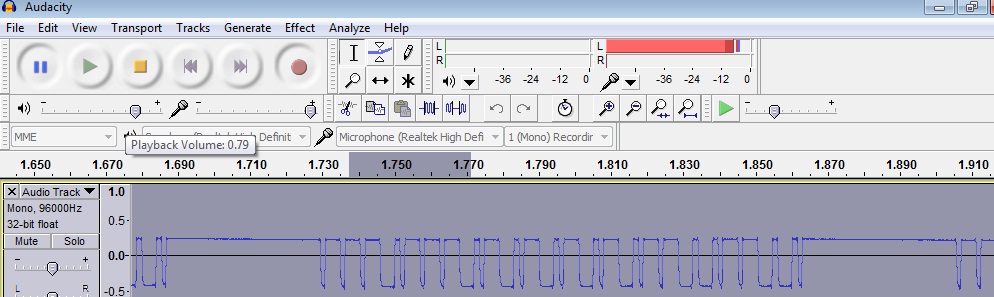 Audacity
File Edit View Transport Tracks Generate Effect Analyze Help
L L
R R
-36 -24 -12 0 -36 -24 -12 0
MME Microphone (Realtek High Defi 1 (Mono) Recordir
Playback Volume: 0.79
1.650 1.670 1.690 1.710 1.730 1.750 1.770 1.790 1.810 1.830 1.850 1.870 1.890 1.910
X Audio Track 1.0
Mono, 96000Hz
32-bit float 0.5
Mute Solo
- + 0.0
L R
-0.5